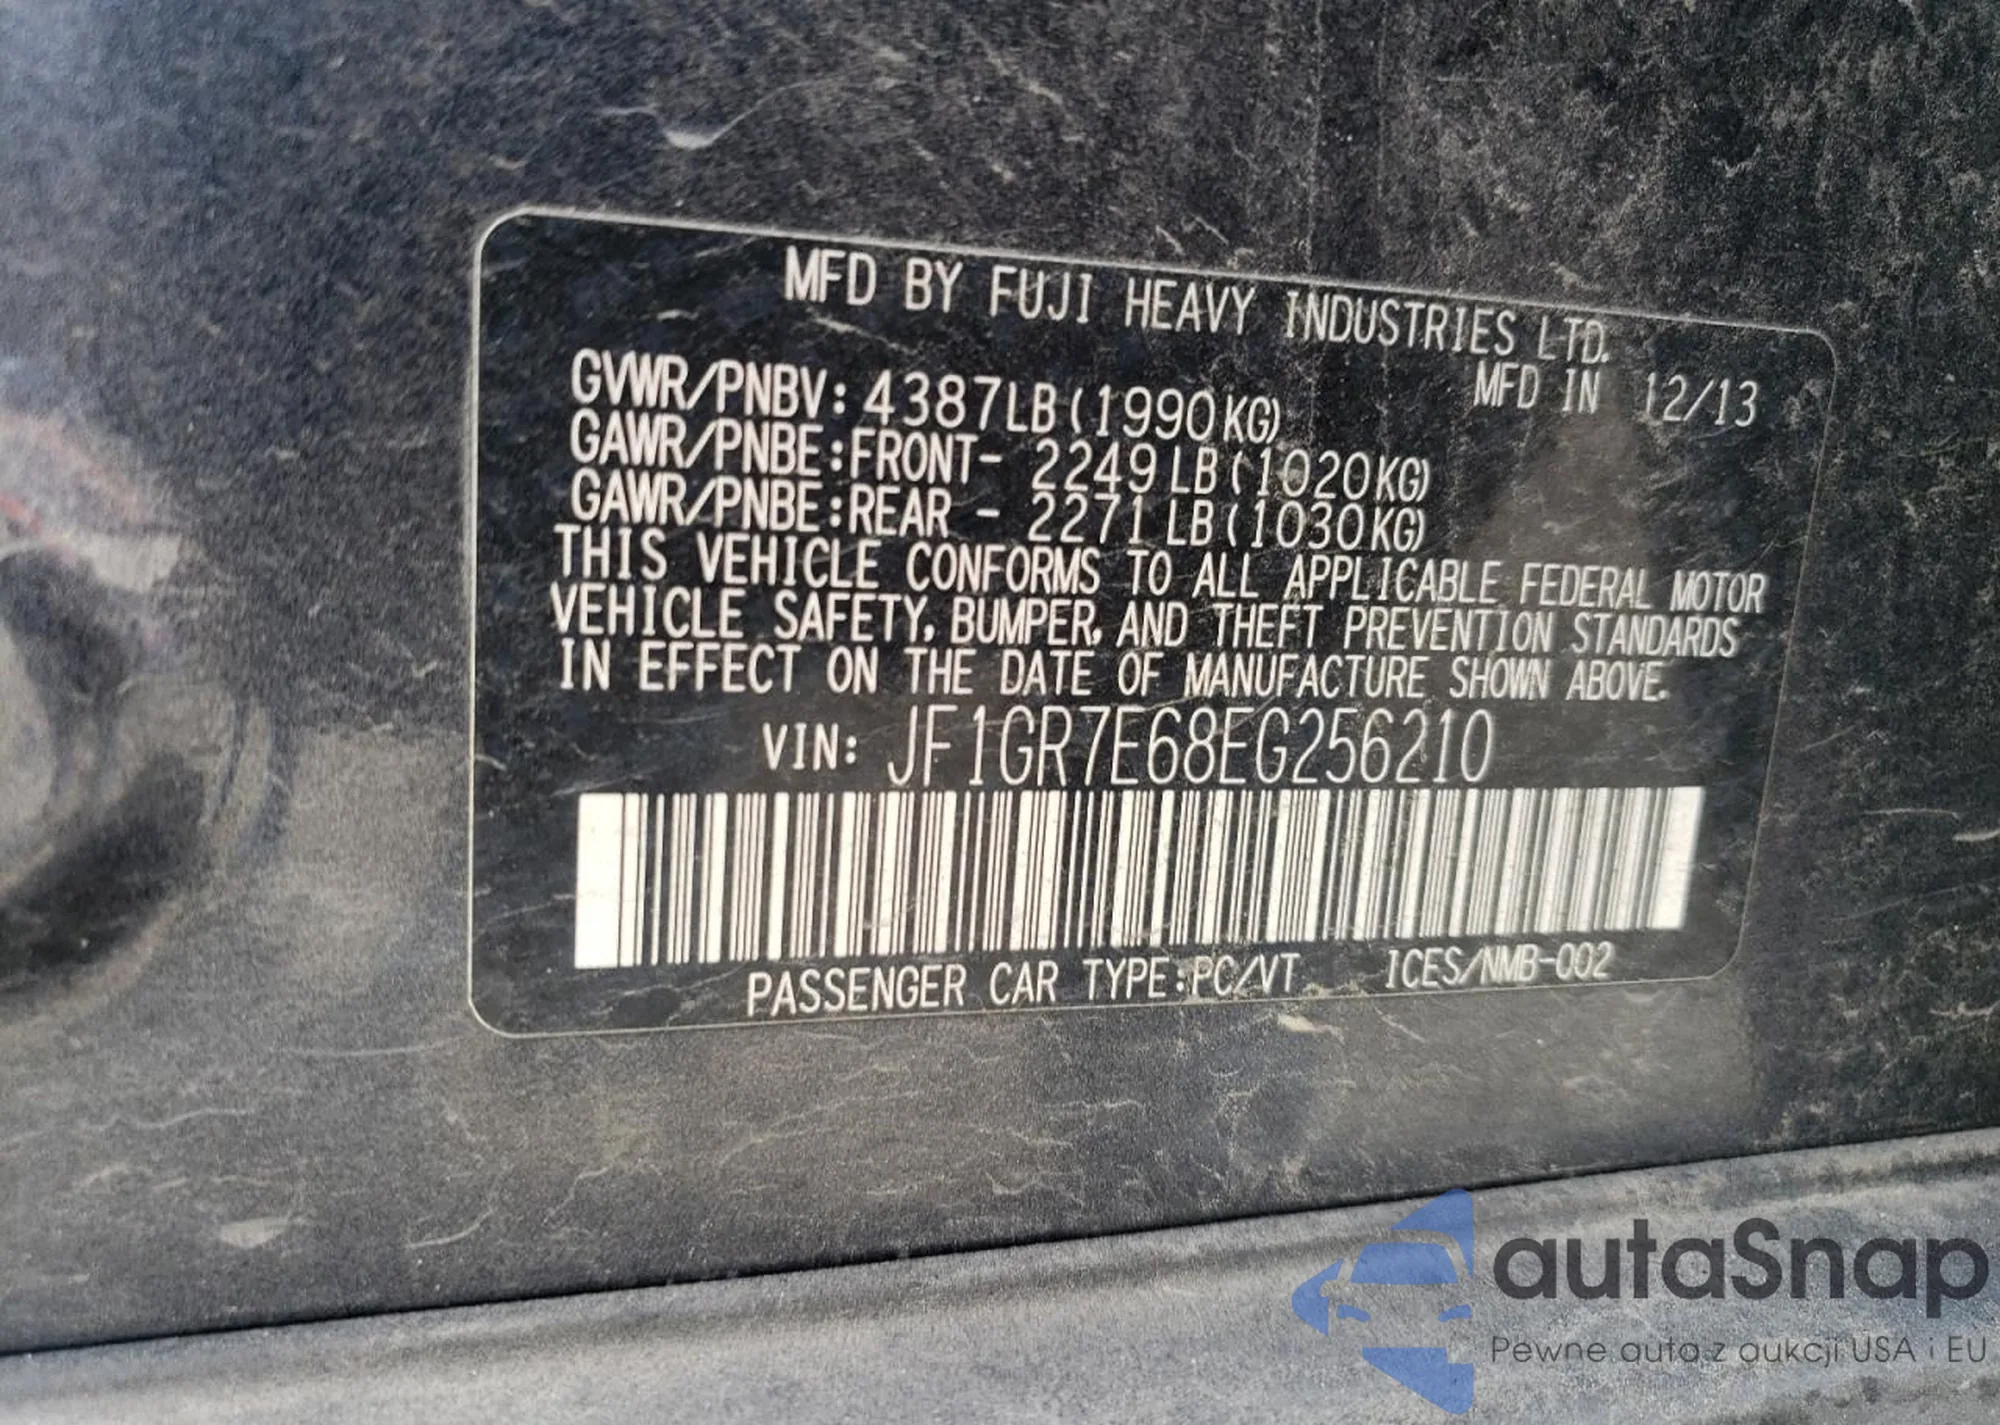 MFD BY FUJI HEAVY INDUSTRIES LTD.
GVWR/PNBV: 4387LB(1990KG) MFD IN 12/13
GAWR/PNBE:FRONT- 2249LB(1020KG)
GAWR/PNBE:REAR - 2271LB(1030KG)
THIS VEHICLE CONFORMS TO ALL APPLICABLE FEDERAL MOTOR
VEHICLE SAFETY, BUMPER, AND THEFT PREVENTION STANDARDS
IN EFFECT ON THE DATE OF MANUFACTURE SHOWN ABOVE.
VIN: JF1GR7E68EG256210
PASSENGER CAR TYPE:PC/VT ICES/NMB-002
autaSnap
Pewne auta z aukcji USA i EU